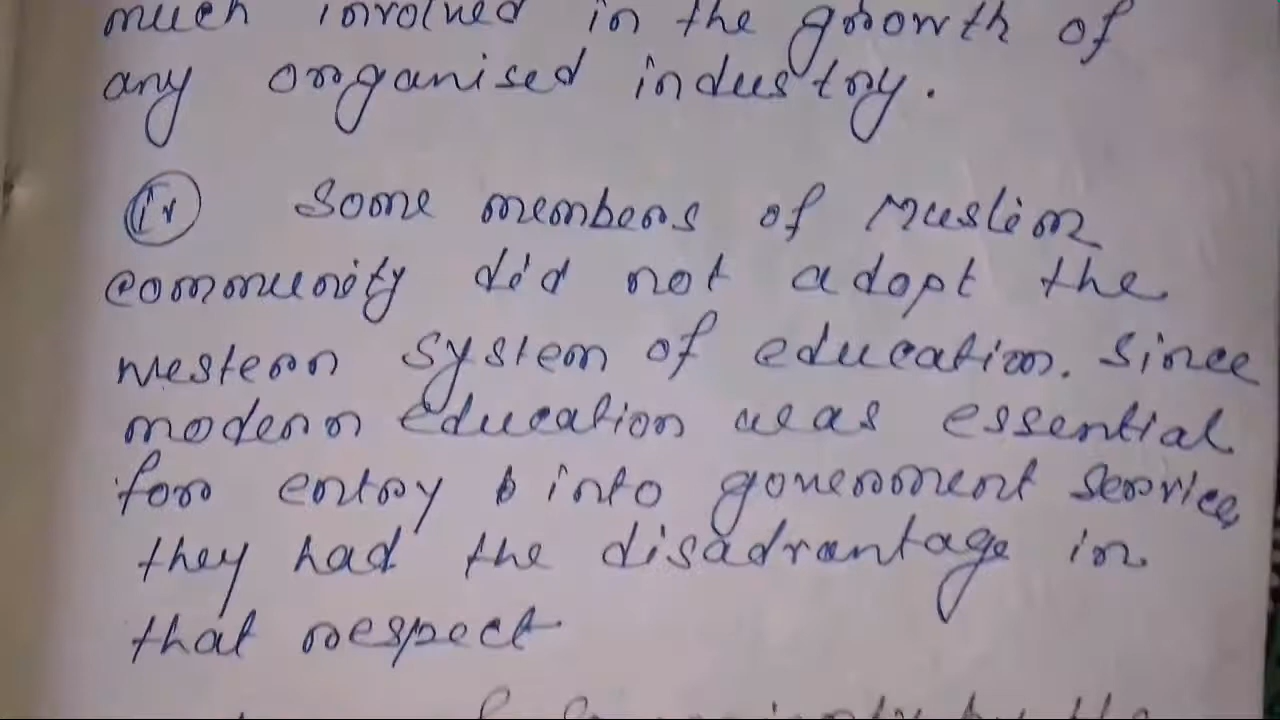 much involved in the growth of
any organised industry.
(iv) Some members of Muslim
community did not adopt the
western system of education. Since
modern education was essential
for entry into government service,
they had the disadvantage in
that respect